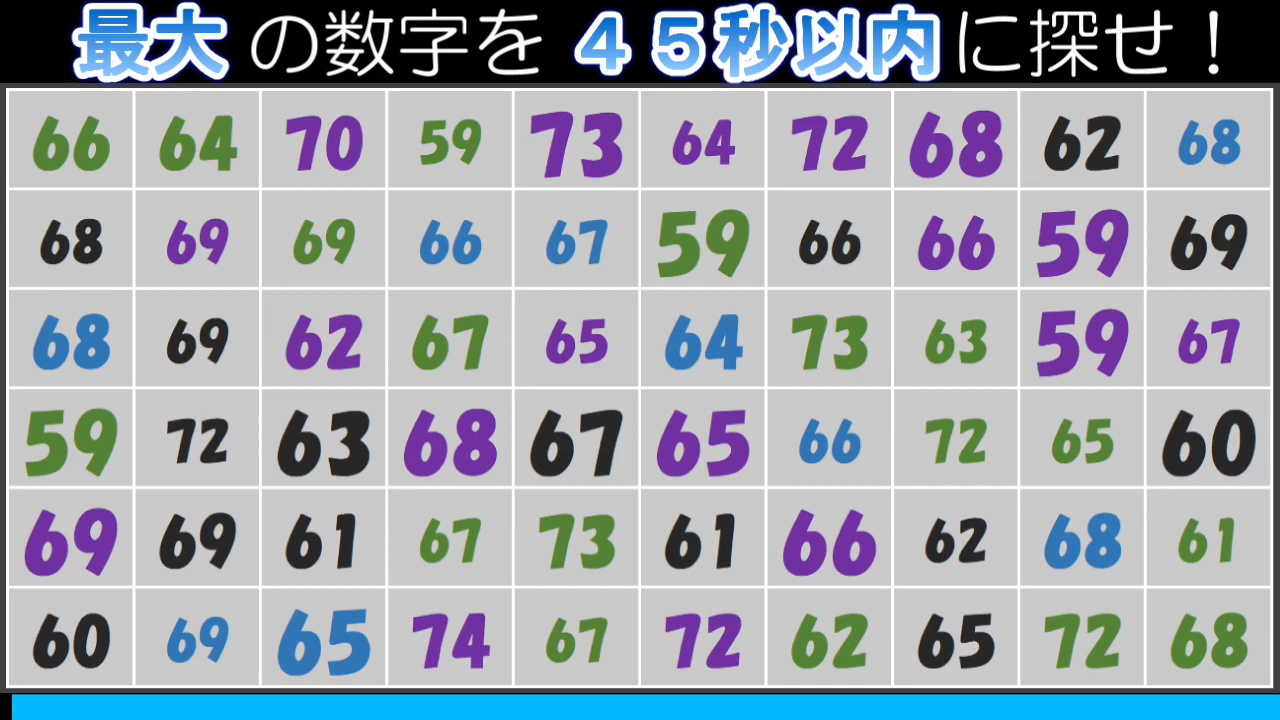 最大の数字を４５秒以内に探せ！
66 64 70 59 73 64 72 68 62 68
68 69 69 66 67 59 66 66 59 69
68 69 62 67 65 64 73 63 59 67
59 72 63 68 67 65 66 72 65 60
69 69 61 67 73 61 66 62 68 61
60 69 65 74 67 72 62 65 72 68